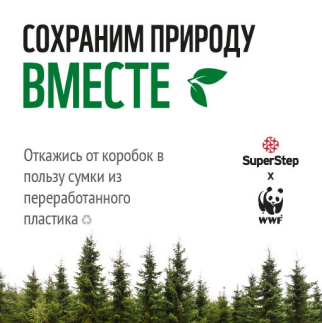 СОХРАНИМ ПРИРОДУ
ВМЕСТЕ
Откажись от коробок в
пользу сумки из
переработанного
пластика ♲
SuperStep
x
WWF